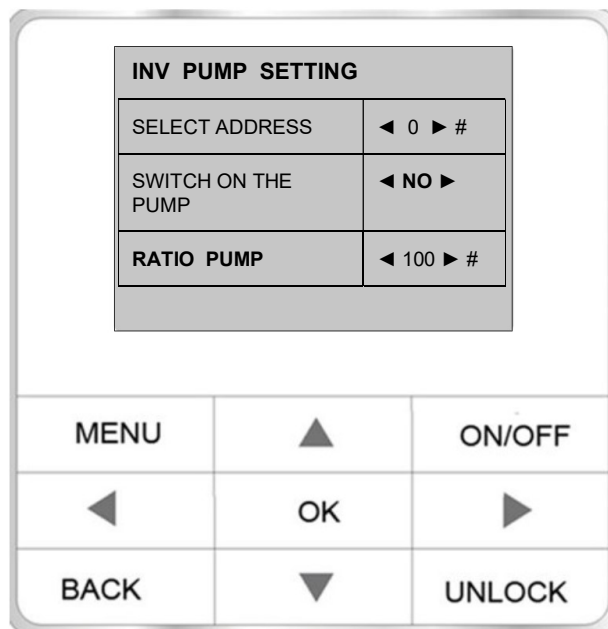 INV PUMP SETTING
SELECT ADDRESS ◄ 0 ► #
SWITCH ON THE ◄ NO ►
PUMP
RATIO PUMP ◄ 100 ► #
MENU ▲ ON/OFF
◄ OK ►
BACK ▼ UNLOCK